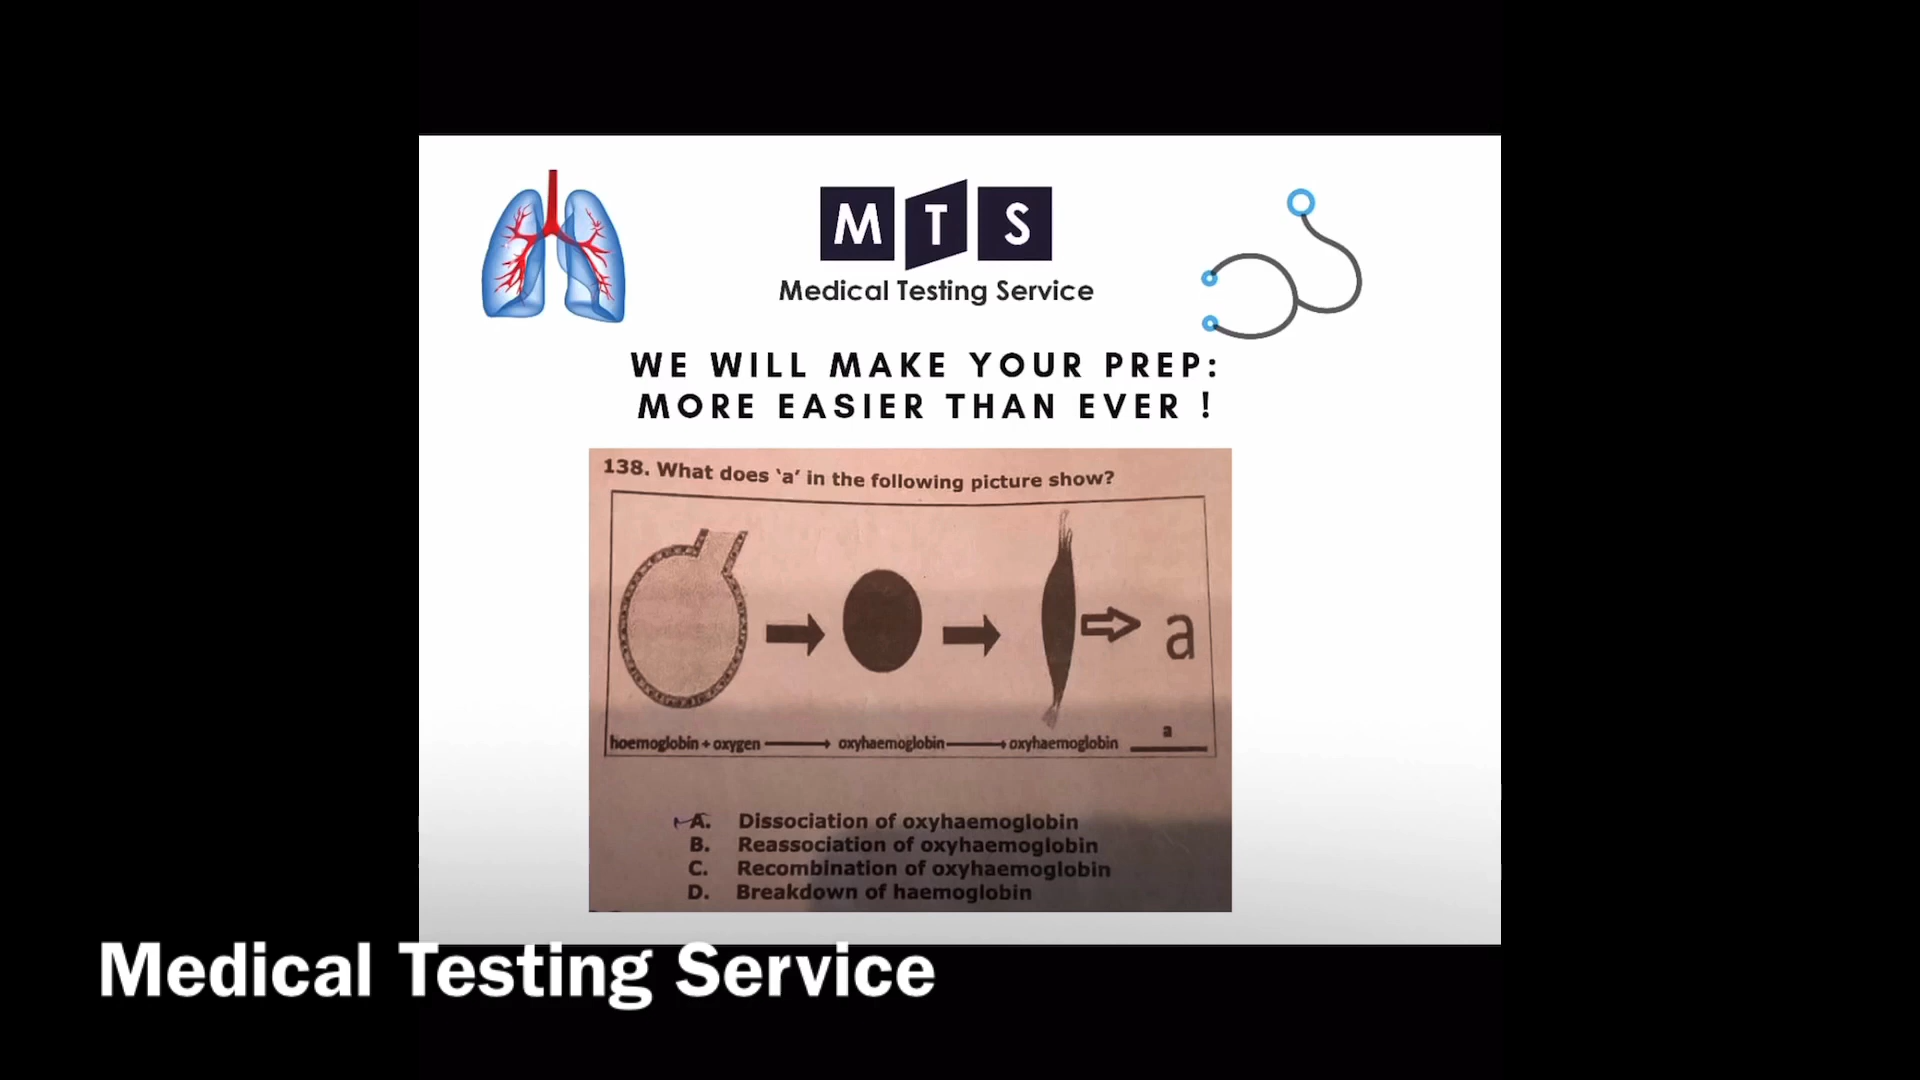 M T S
Medical Testing Service
WE WILL MAKE YOUR PREP:
MORE EASIER THAN EVER !
138. What does ‘a’ in the following picture show?
a
a
hoemoglobin + oxygen oxyhaemoglobin oxyhaemoglobin
A. Dissociation of oxyhaemoglobin
B. Reassociation of oxyhaemoglobin
C. Recombination of oxyhaemoglobin
D. Breakdown of haemoglobin
Medical Testing Service